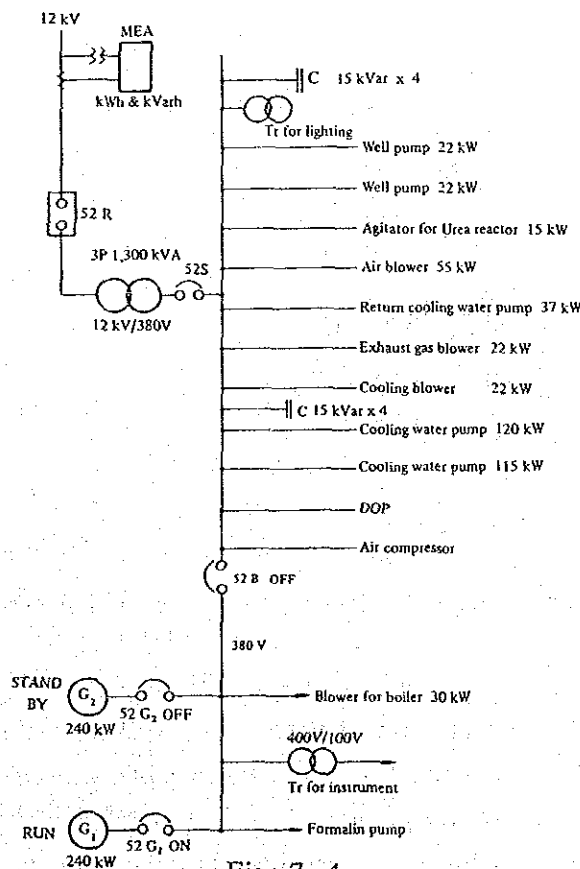 12 kV
MEA
kWh & kVarh
C 15 kVar x 4
Tr for lighting
Well pump 22 kW
Well pump 22 kW
52 R
Agitator for Urea reactor 15 kW
3P 1,300 kVA
52S
Air blower 55 kW
12 kV/380V
Return cooling water pump 37 kW
Exhaust gas blower 22 kW
Cooling blower 22 kW
C 15 kVar x 4
Cooling water pump 120 kW
Cooling water pump 115 kW
DOP
Air compressor
52 B OFF
380 V
STAND BY
G2
52 G2 OFF
240 kW
Blower for boiler 30 kW
400V/100V
Tr for instrument
RUN
G1
52 G1 ON
240 kW
Formalin pump